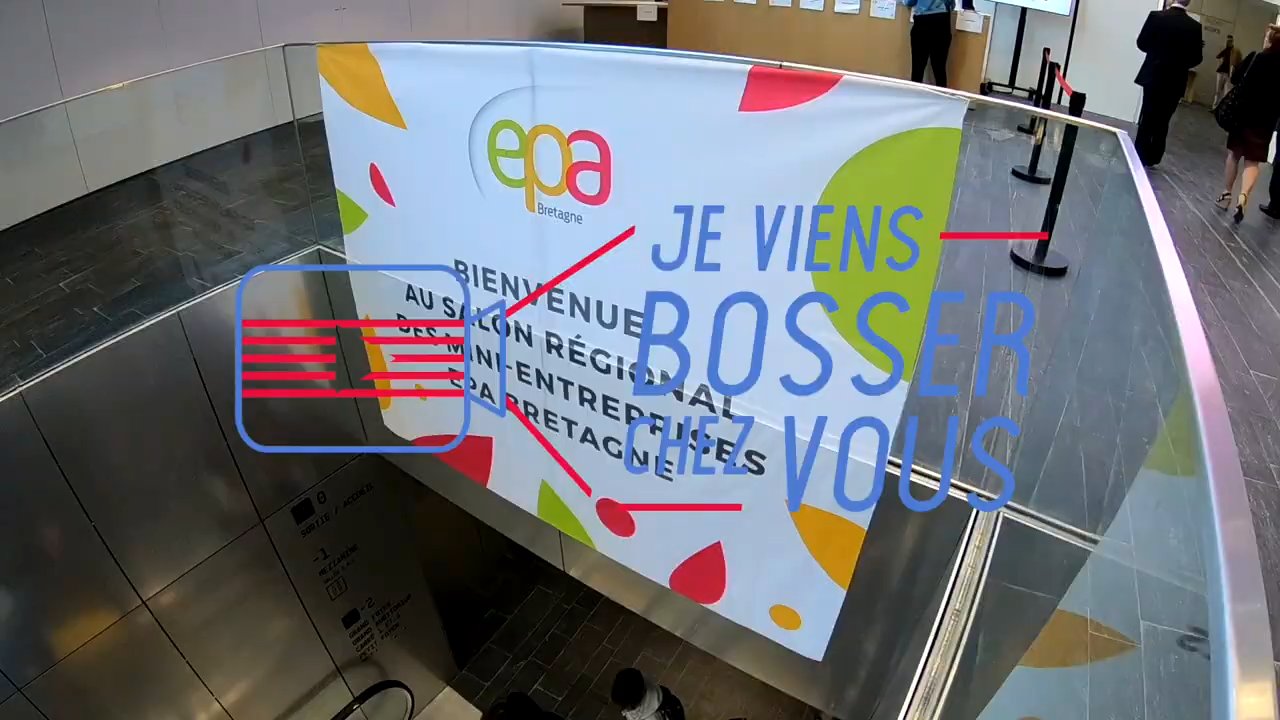 epa
Bretagne
BIENVENUE
AU SALON RÉGIONAL
DES MINI-ENTREPRISES
EPA BRETAGNE
JE VIENS
BOSSER
CHEZ VOUS
0
SORTIE / ACCUEIL
-1
MEZZANINE
-2